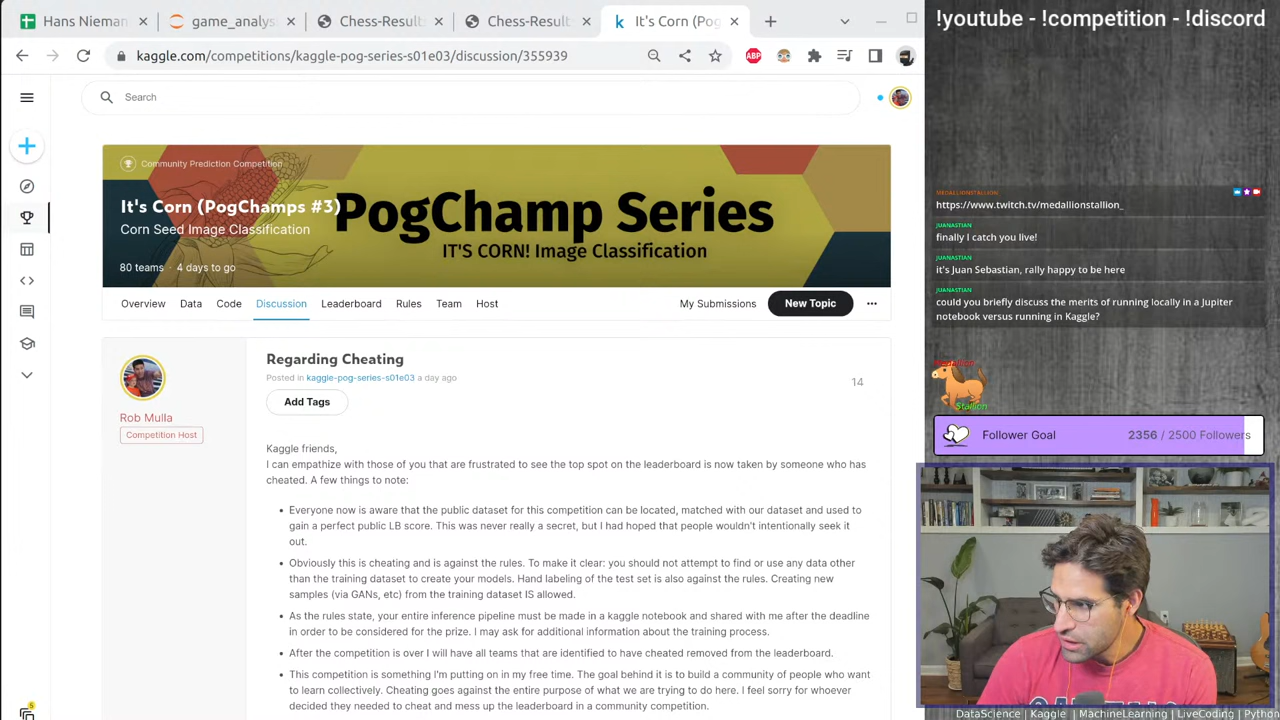 Hans Nieman
game_analys
Chess-Result
Chess-Result
It's Corn (Pog
kaggle.com/competitions/kaggle-pog-series-s01e03/discussion/355939
ABP
Search
Community Prediction Competition
It's Corn (PogChamps #3)
Corn Seed Image Classification
80 teams · 4 days to go
PogChamp Series
IT'S CORN! Image Classification
Overview Data Code Discussion Leaderboard Rules Team Host My Submissions New Topic
Regarding Cheating
Posted in kaggle-pog-series-s01e03 a day ago
14
Add Tags
Rob Mulla
Competition Host
Kaggle friends,
I can empathize with those of you that are frustrated to see the top spot on the leaderboard is now taken by someone who has
cheated. A few things to note:
• Everyone now is aware that the public dataset for this competition can be located, matched with our dataset and used to
gain a perfect public LB score. This was never really a secret, but I had hoped that people wouldn't intentionally seek it
out.
• Obviously this is cheating and is against the rules. To make it clear: you should not attempt to find or use any data other
than the training dataset to create your models. Hand labeling of the test set is also against the rules. Creating new
samples (via GANs, etc) from the training dataset IS allowed.
• As the rules state, your entire inference pipeline must be made in a kaggle notebook and shared with me after the deadline
in order to be considered for the prize. I may ask for additional information about the training process.
• After the competition is over I will have all teams that are identified to have cheated removed from the leaderboard.
• This competition is something I'm putting on in my free time. The goal behind it is to build a community of people who want
to learn collectively. Cheating goes against the entire purpose of what we are trying to do here. I feel sorry for whoever
decided they needed to cheat and mess up the leaderboard in a community competition.
5
!youtube - !competition - !discord
MEDALLIONSTALLION_
https://www.twitch.tv/medallionstallion_
JUANASTIAN
finally I catch you live!
JUANASTIAN
it's Juan Sebastian, rally happy to be here
JUANASTIAN
could you briefly discuss the merits of running locally in a Jupiter
notebook versus running in Kaggle?
Medallion
Stallion
Follower Goal 2356 / 2500 Followers
DataScience | Kaggle | MachineLearning | LiveCoding | Python